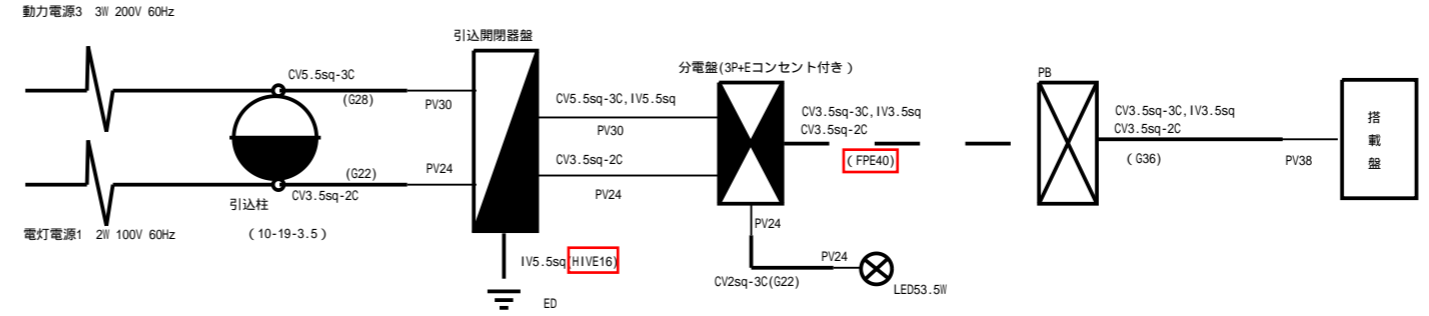 動力電源3 3W 200V 60Hz
CV5.5sq-3C
(G28)
PV30
(G22)
CV3.5sq-2C
PV24
引込柱
(10-19-3.5)
電灯電源1 2W 100V 60Hz
引込開閉器盤
CV5.5sq-3C,IV5.5sq
PV30
CV3.5sq-2C
PV24
IV5.5sq(HIVE16)
ED
分電盤(3P+Eコンセント付き)
CV3.5sq-3C,IV3.5sq
CV3.5sq-2C
(FPE40)
PV24
PV24
CV2sq-3C(G22)
LED53.5W
PB
CV3.5sq-3C,IV3.5sq
CV3.5sq-2C
(G36)
PV38
搭
載
盤